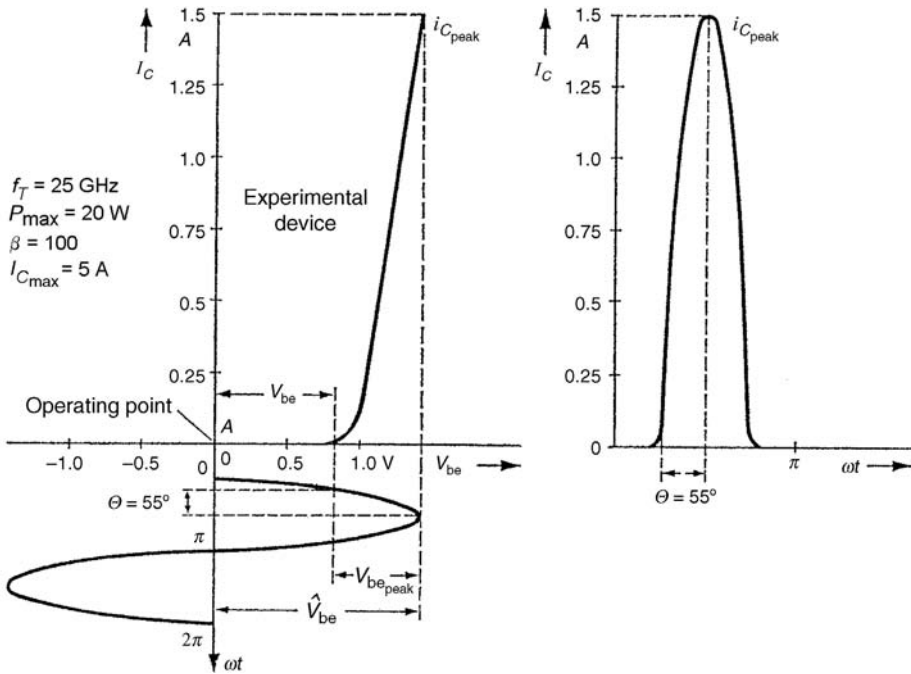 1.5
A
I_C
1.25
1.0
0.75
0.5
0.25
i_Cpeak
f_T = 25 GHz
P_max = 20 W
β = 100
I_Cmax = 5 A
Experimental
device
V_be
Operating point
A
−1.0
−0.5
0
0
0.5
1.0 V
V_be
Θ = 55°
π
V_be_peak
V̂_be
2π
ωt
1.5
A
I_C
1.25
1.0
0.75
0.5
0.25
0
i_Cpeak
π
ωt
Θ = 55°